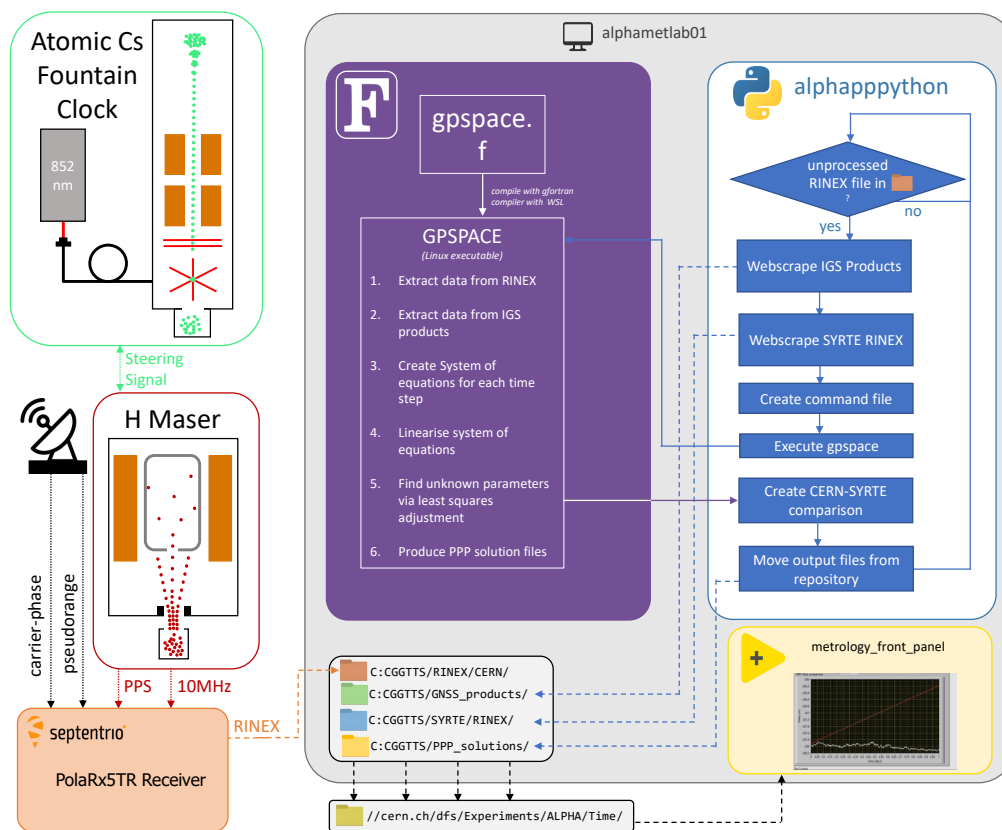 Atomic Cs
Fountain
Clock
852
nm
Steering
Signal
H Maser
carrier-phase
pseudorange
PPS
10MHz
septentrio
PolaRx5TR Receiver
RINEX
alphametlab01
F
gpspace.
f
compile with gfortran
compiler with WSL
GPSPACE
(Linux executable)
1. Extract data from RINEX
2. Extract data from IGS
products
3. Create System of
equations for each time
step
4. Linearise system of
equations
5. Find unknown parameters
via least squares
adjustment
6. Produce PPP solution files
alphapppython
unprocessed
RINEX file in
?
no
yes
Webscrape IGS Products
Webscrape SYRTE RINEX
Create command file
Execute gpspace
Create CERN-SYRTE
comparison
Move output files from
repository
metrology_front_panel
C:CGGTTS/RINEX/CERN/
C:CGGTTS/GNSS_products/
C:CGGTTS/SYRTE/RINEX/
C:CGGTTS/PPP_solutions/
//cern.ch/dfs/Experiments/ALPHA/Time/